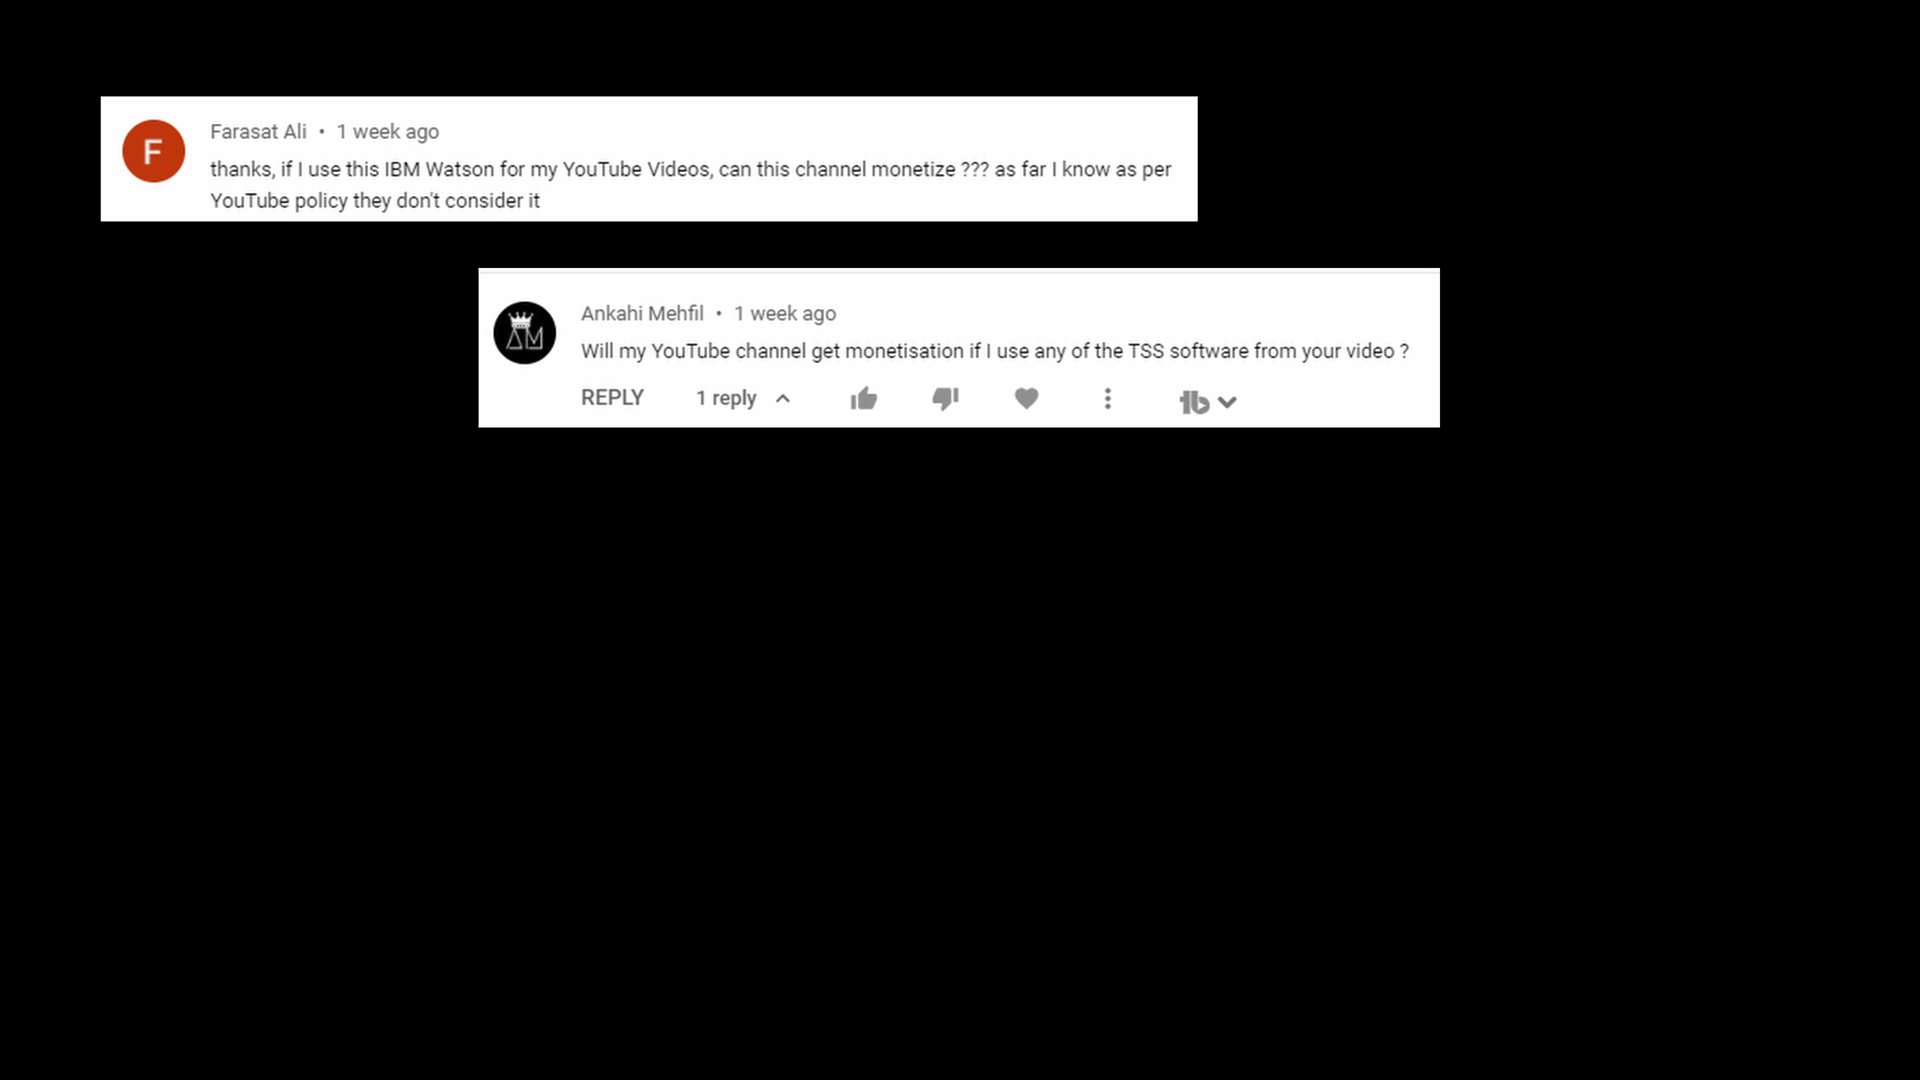 F
Farasat Ali • 1 week ago
thanks, if I use this IBM Watson for my YouTube Videos, can this channel monetize ??? as far I know as per
YouTube policy they don't consider it
AM
Ankahi Mehfil • 1 week ago
Will my YouTube channel get monetisation if I use any of the TSS software from your video ?
REPLY 1 reply tb